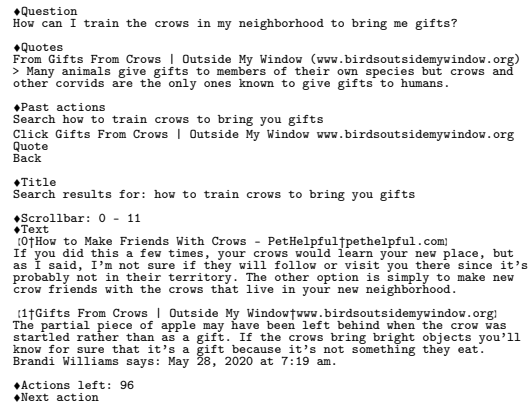 ♦Question
How can I train the crows in my neighborhood to bring me gifts?
♦Quotes
From Gifts From Crows | Outside My Window (www.birdsoutsidemywindow.org)
> Many animals give gifts to members of their own species but crows and
other corvids are the only ones known to give gifts to humans.
♦Past actions
Search how to train crows to bring you gifts
Click Gifts From Crows | Outside My Window www.birdsoutsidemywindow.org
Quote
Back
♦Title
Search results for: how to train crows to bring you gifts
♦Scrollbar: 0 - 11
♦Text
【0†How to Make Friends With Crows - PetHelpful†pethelpful.com】
If you did this a few times, your crows would learn your new place, but
as I said, I'm not sure if they will follow or visit you there since it's
probably not in their territory. The other option is simply to make new
crow friends with the crows that live in your new neighborhood.
【1†Gifts From Crows | Outside My Window†www.birdsoutsidemywindow.org】
The partial piece of apple may have been left behind when the crow was
startled rather than as a gift. If the crows bring bright objects you'll
know for sure that it's a gift because it's not something they eat.
Brandi Williams says: May 28, 2020 at 7:19 am.
♦Actions left: 96
♦Next action